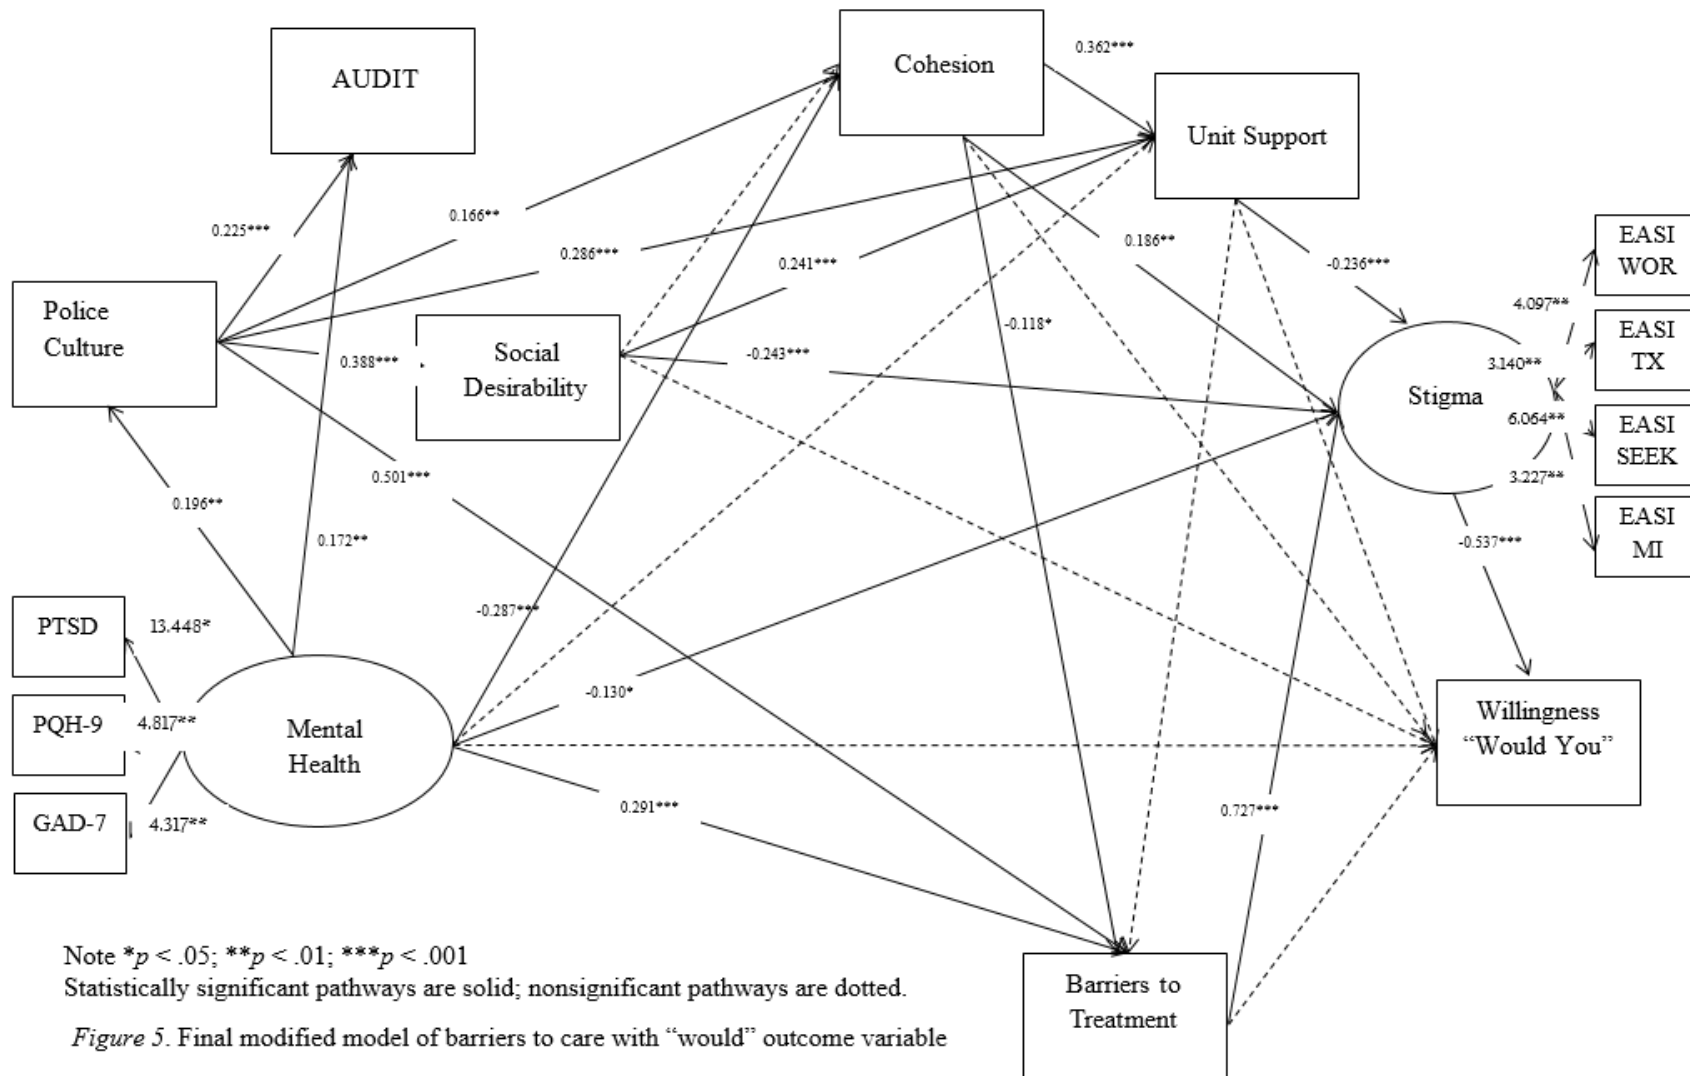 AUDIT
Cohesion
0.362***
Unit Support
0.166**
0.225***
0.286***
0.241***
0.186**
-0.236***
EASI
WOR
4.097**
Police
Culture
Social
Desirability
0.388***
-0.243***
-0.118*
EASI
TX
3.140**
Stigma
6.064**
EASI
SEEK
3.227**
0.501***
0.196**
0.172**
-0.537***
EASI
MI
PTSD
13.448*
-0.287***
-0.130*
PQH-9
4.817**
Mental
Health
Willingness
“Would You”
GAD-7
4.317**
0.291***
0.727***
Note *p < .05; **p < .01; ***p < .001
Statistically significant pathways are solid; nonsignificant pathways are dotted.
Figure 5. Final modified model of barriers to care with “would” outcome variable
Barriers to
Treatment